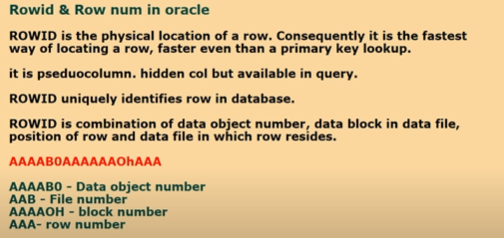 Rowid & Row num in oracle
ROWID is the physical location of a row. Consequently it is the fastest
way of locating a row, faster even than a primary key lookup.
it is pseduocolumn. hidden col but available in query.
ROWID uniquely identifies row in database.
ROWID is combination of data object number, data block in data file,
position of row and data file in which row resides.
AAAAB0AAAAAAOhAAA
AAAAB0 - Data object number
AAB - File number
AAAAOH - block number
AAA- row number